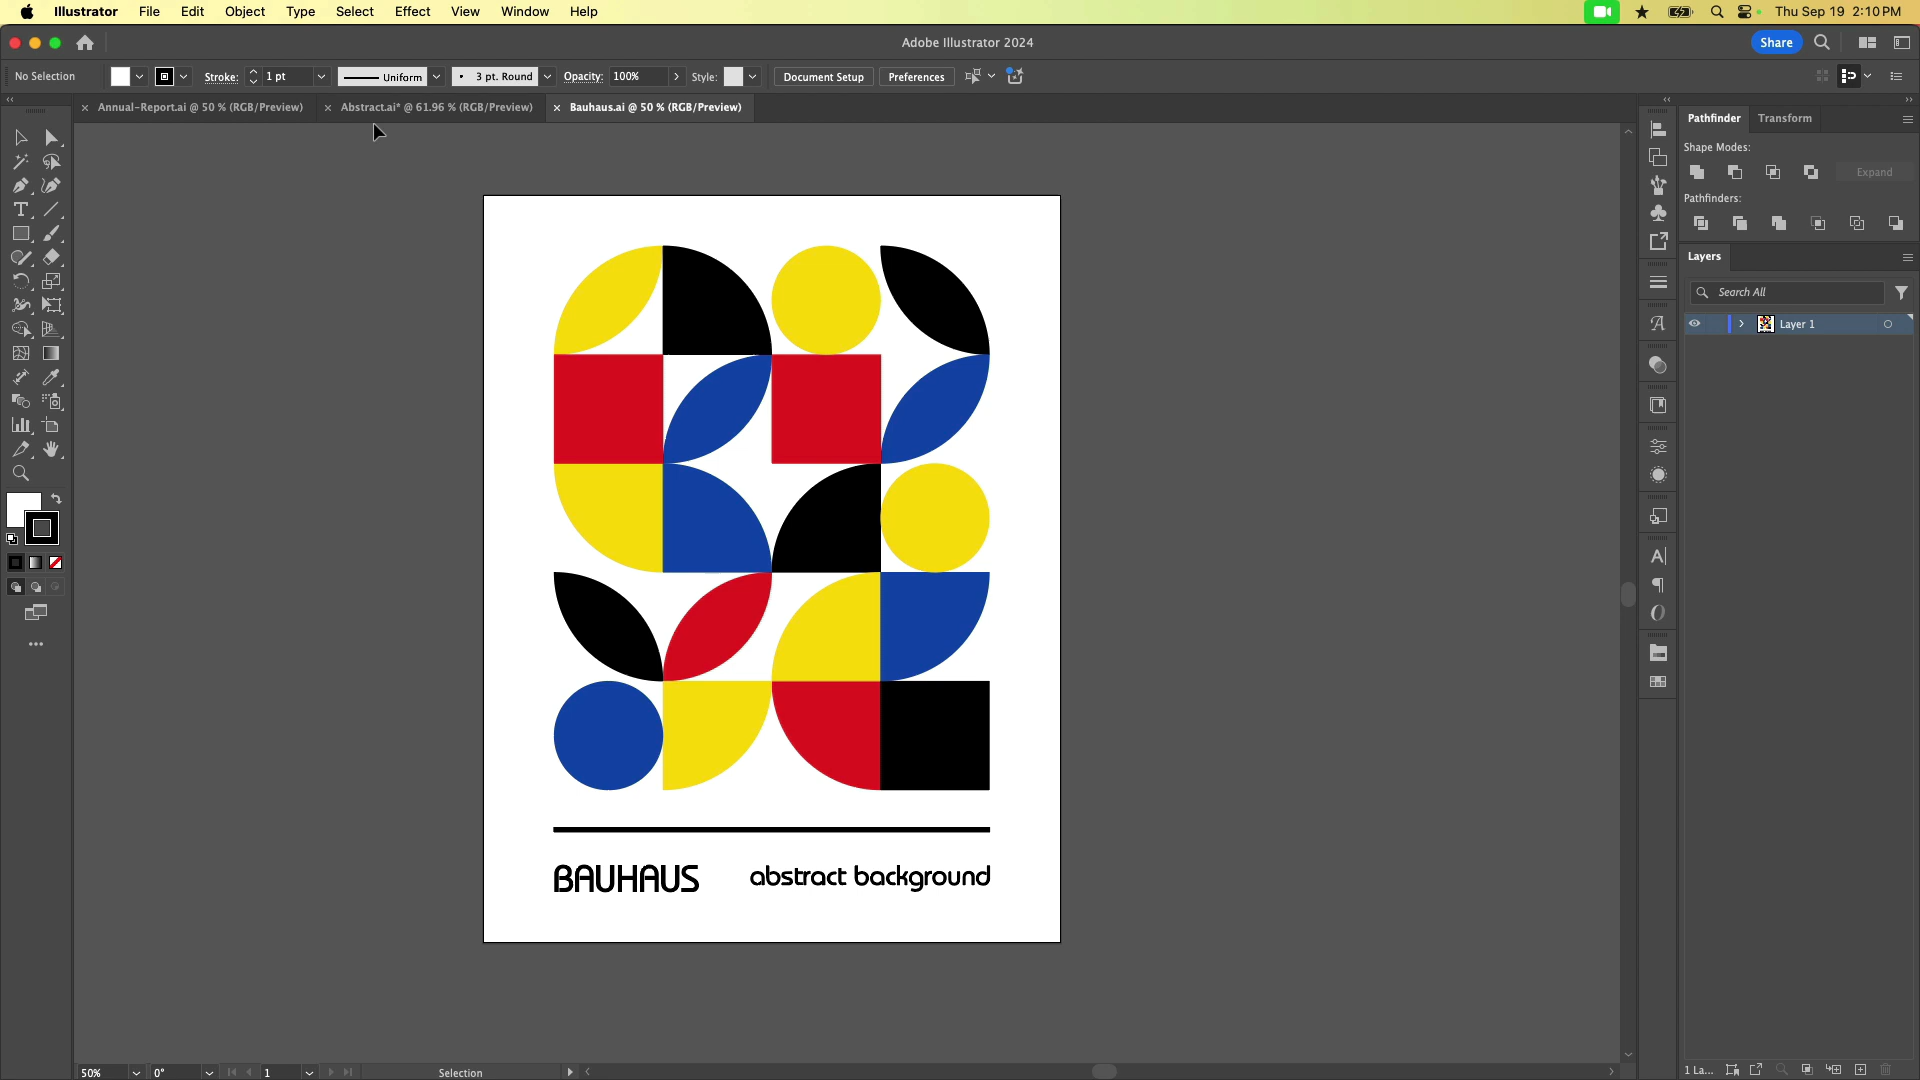 Illustrator File Edit Object Type Select Effect View Window Help Thu Sep 19 2:10 PM
Adobe Illustrator 2024 Share
No Selection Stroke: 1 pt Uniform 3 pt. Round Opacity: 100% Style: Document Setup Preferences
Annual-Report.ai @ 50 % (RGB/Preview) Abstract.ai* @ 61.96 % (RGB/Preview) Bauhaus.ai @ 50 % (RGB/Preview)
Pathfinder Transform
Shape Modes:
Expand
Pathfinders:
Layers
Search All
Layer 1
BAUHAUS abstract background
50% 0° 1 Selection 1 La...